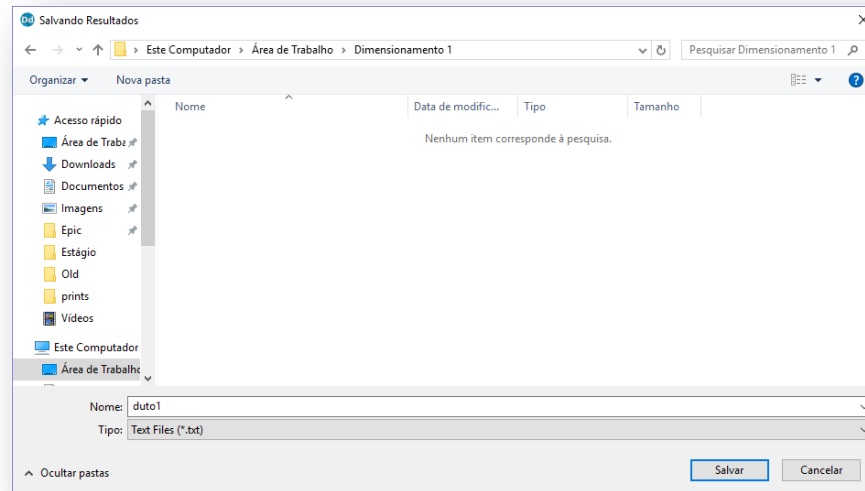 Dd Salvando Resultados
Este Computador > Área de Trabalho > Dimensionamento 1
Pesquisar Dimensionamento 1
Organizar
Nova pasta
?
Nome
Data de modific...
Tipo
Tamanho
Nenhum item corresponde à pesquisa.
Acesso rápido
Área de Traba
Downloads
Documentos
Imagens
Epic
Estágio
Old
prints
Vídeos
Este Computador
Área de Trabalho
Nome: duto1
Tipo: Text Files (*.txt)
Ocultar pastas
Salvar
Cancelar